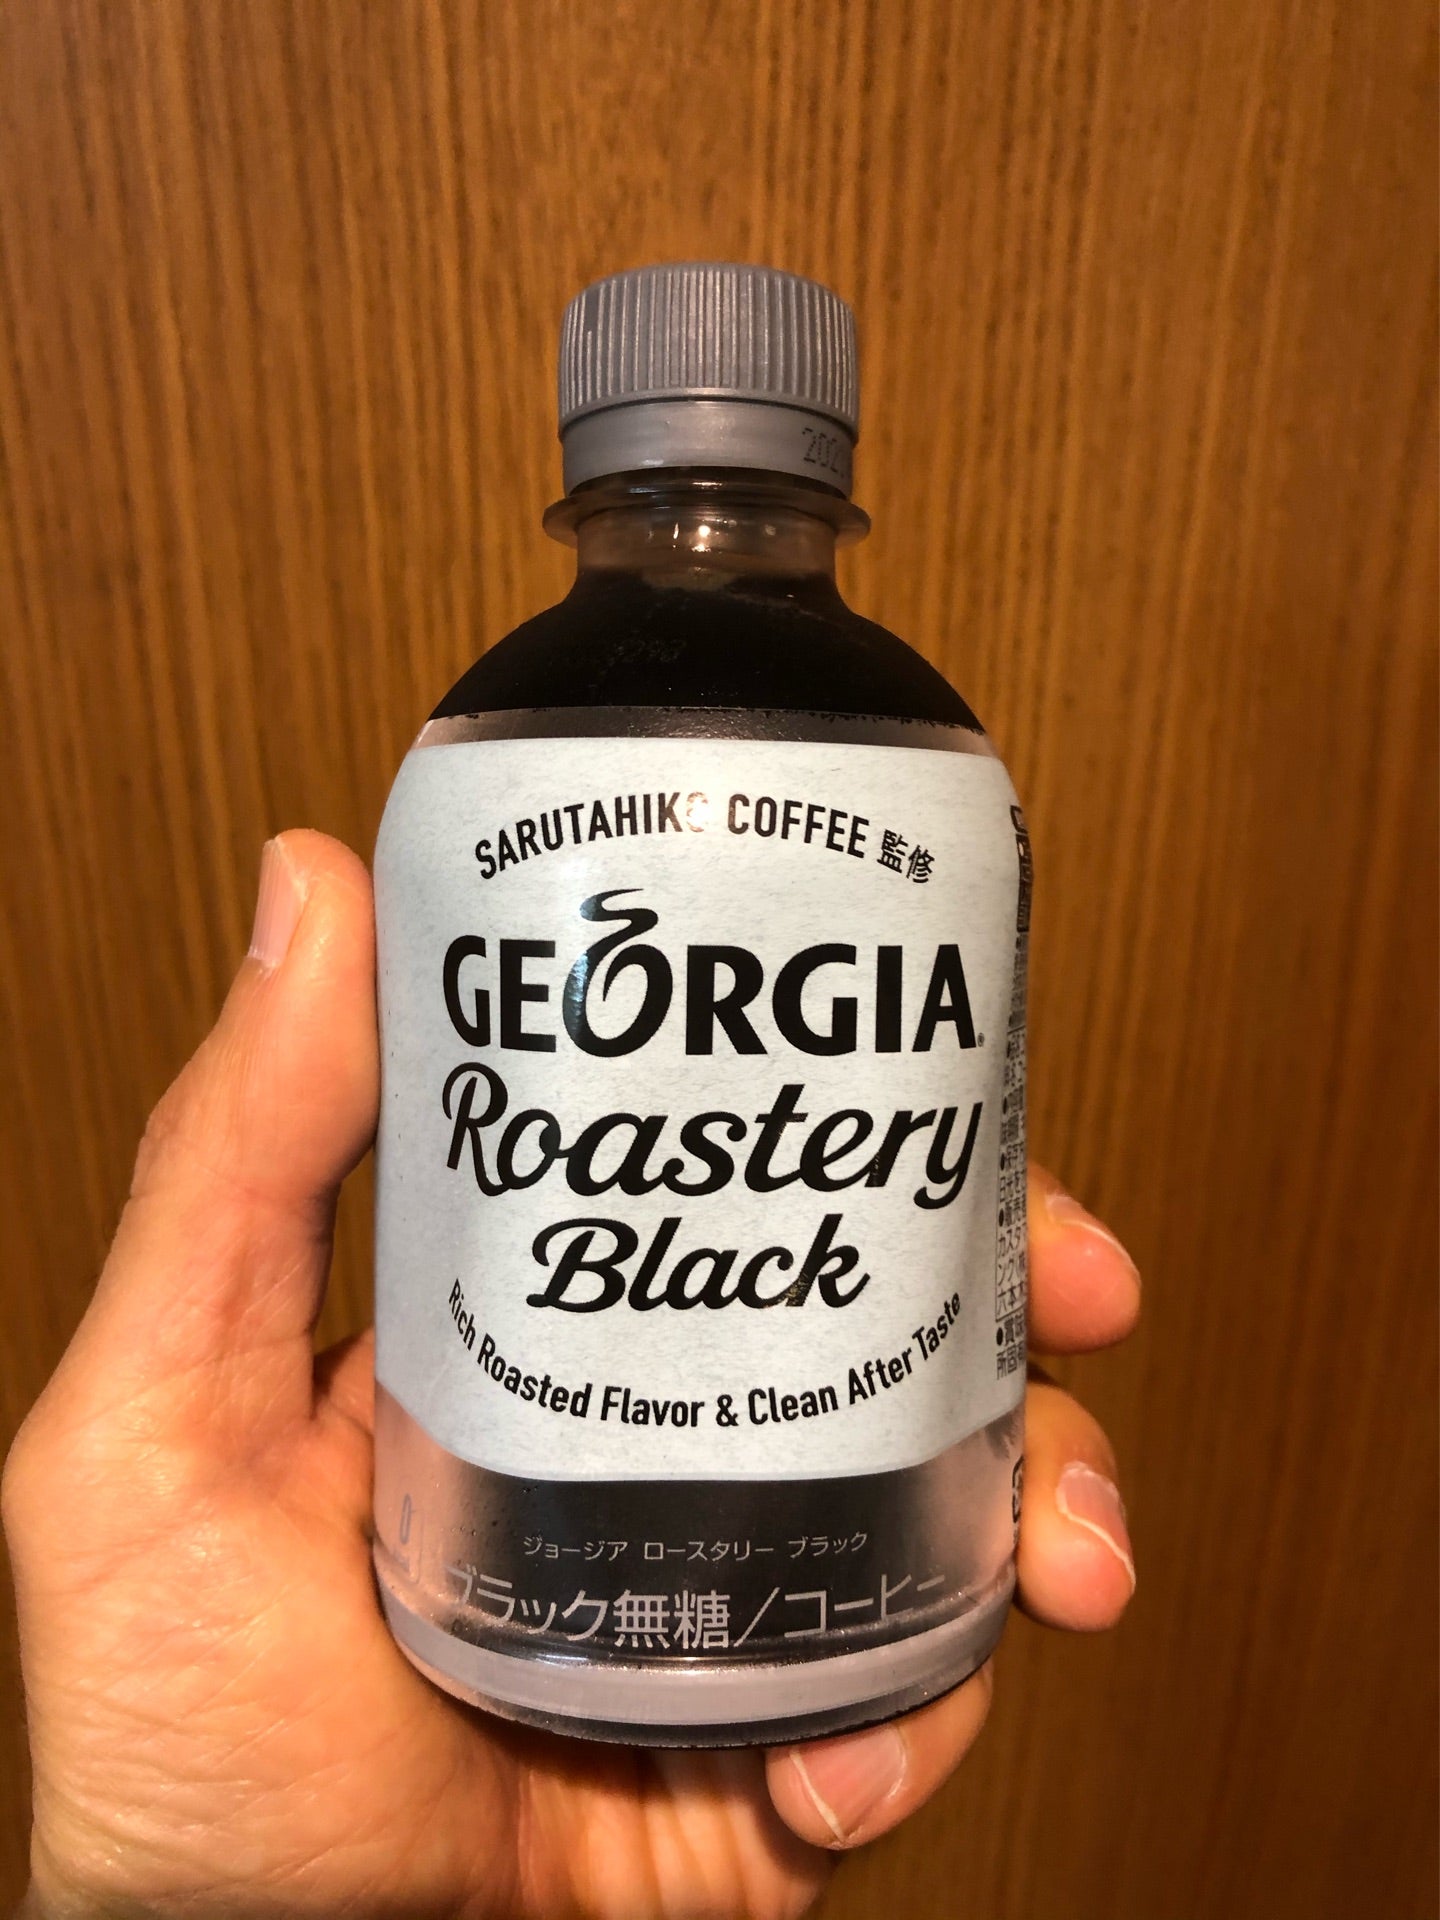 SARUTAHIKO COFFEE 監修
GEORGIA®
Roastery
Black
Rich Roasted Flavor & Clean After Taste
ジョージア ロースタリー ブラック
ブラック無糖/コーヒー